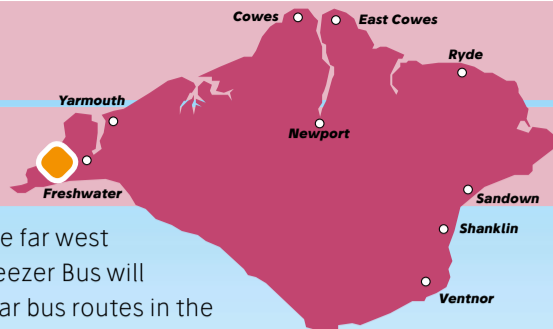 Cowes
East Cowes
Ryde
Yarmouth
Newport
Freshwater
Sandown
Shanklin
Ventnor
e far west
eezer Bus will
ar bus routes in the